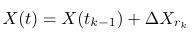 X(t) = X(t_{k-1}) + ΔX_{r_k}